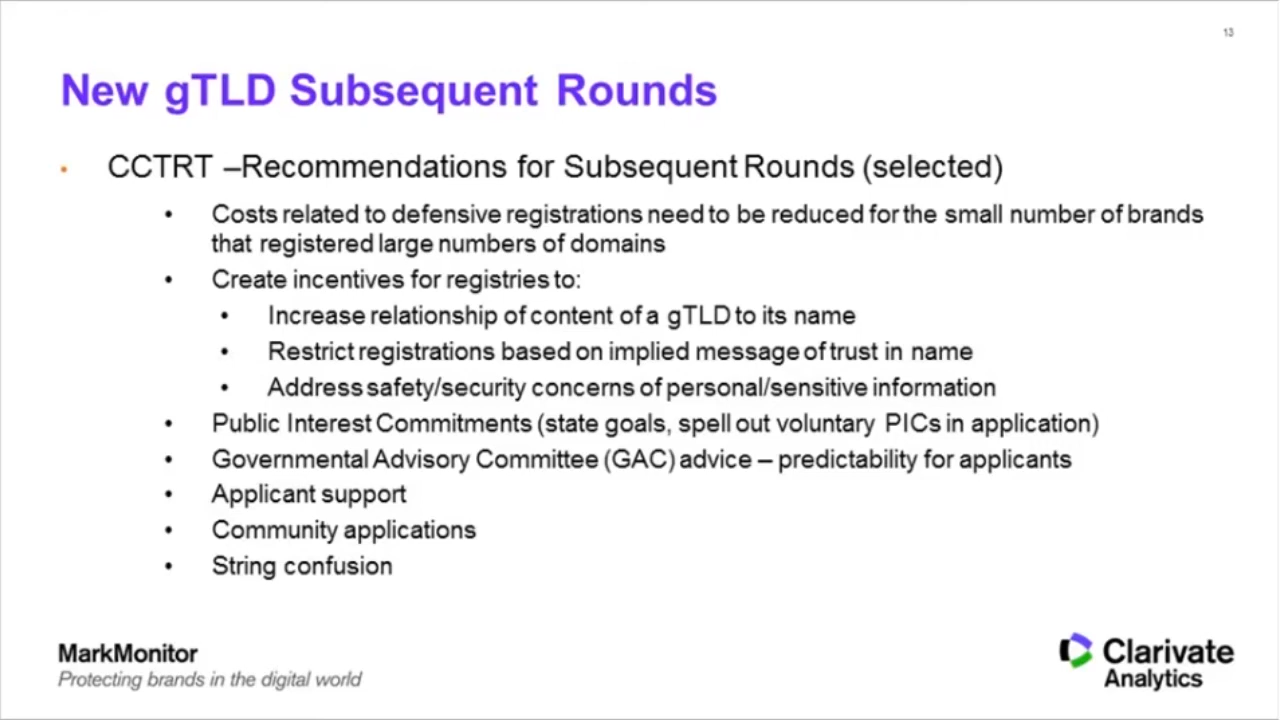 13
New gTLD Subsequent Rounds
• CCTRT –Recommendations for Subsequent Rounds (selected)
• Costs related to defensive registrations need to be reduced for the small number of brands
that registered large numbers of domains
• Create incentives for registries to:
• Increase relationship of content of a gTLD to its name
• Restrict registrations based on implied message of trust in name
• Address safety/security concerns of personal/sensitive information
• Public Interest Commitments (state goals, spell out voluntary PICs in application)
• Governmental Advisory Committee (GAC) advice – predictability for applicants
• Applicant support
• Community applications
• String confusion
MarkMonitor
Protecting brands in the digital world
Clarivate
Analytics